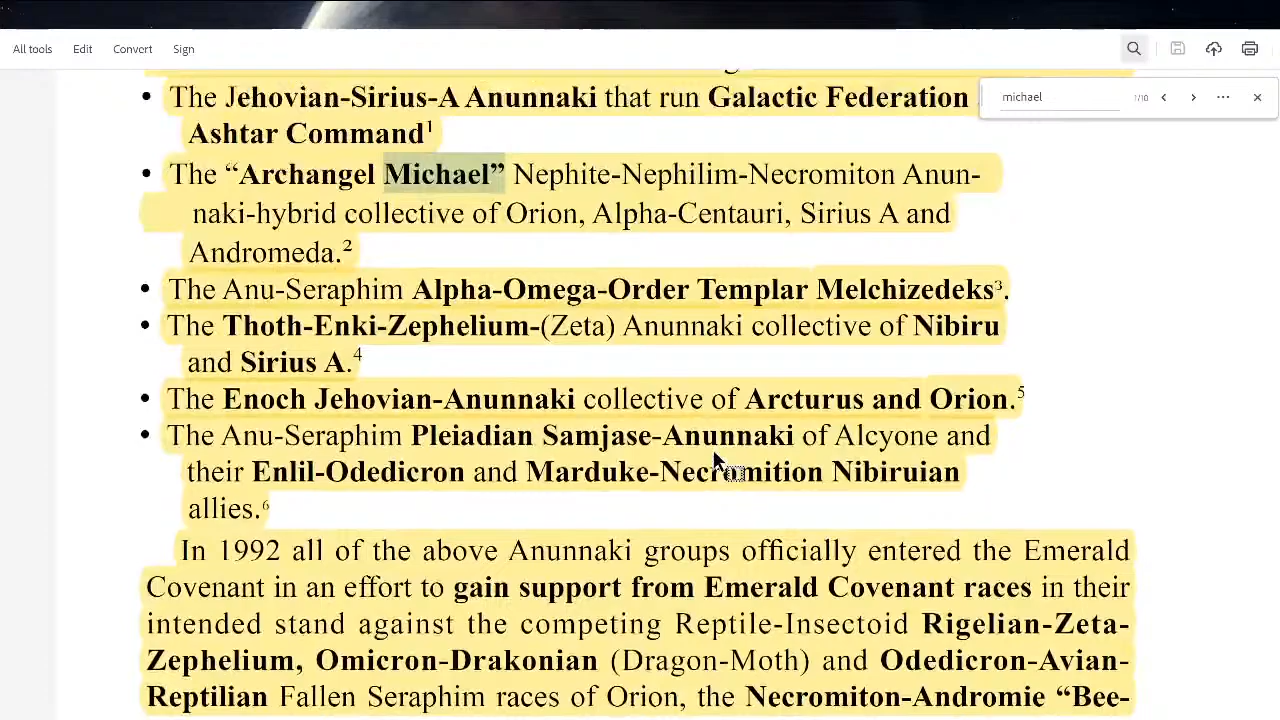 All tools Edit Convert Sign
michael 1/10
• The Jehovian-Sirius-A Anunnaki that run Galactic Federation
Ashtar Command¹
• The “Archangel Michael” Nephite-Nephilim-Necromiton Anun-
naki-hybrid collective of Orion, Alpha-Centauri, Sirius A and
Andromeda.²
• The Anu-Seraphim Alpha-Omega-Order Templar Melchizedeks³.
• The Thoth-Enki-Zephelium-(Zeta) Anunnaki collective of Nibiru
and Sirius A.⁴
• The Enoch Jehovian-Anunnaki collective of Arcturus and Orion.⁵
• The Anu-Seraphim Pleiadian Samjase-Anunnaki of Alcyone and
their Enlil-Odedicron and Marduke-Necromition Nibiruian
allies.⁶
In 1992 all of the above Anunnaki groups officially entered the Emerald
Covenant in an effort to gain support from Emerald Covenant races in their
intended stand against the competing Reptile-Insectoid Rigelian-Zeta-
Zephelium, Omicron-Drakonian (Dragon-Moth) and Odedicron-Avian-
Reptilian Fallen Seraphim races of Orion, the Necromiton-Andromie “Bee-